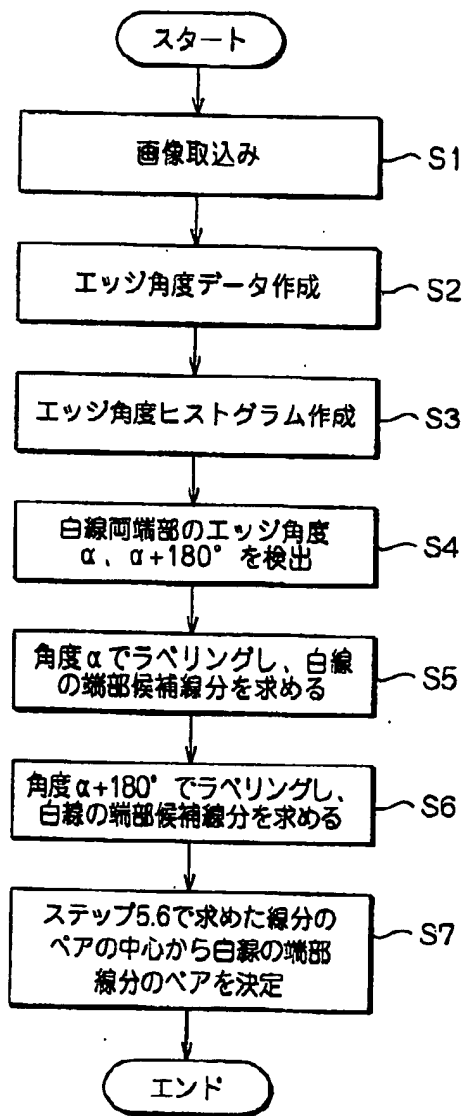 スタート
画像取込み
S1
エッジ角度データ作成
S2
エッジ角度ヒストグラム作成
S3
白線両端部のエッジ角度
α、α+180°を検出
S4
角度αでラベリングし、白線
の端部候補線分を求める
S5
角度α+180°でラベリングし、
白線の端部候補線分を求める
S6
ステップ5.6で求めた線分の
ペアの中心から白線の端部
線分のペアを決定
S7
エンド